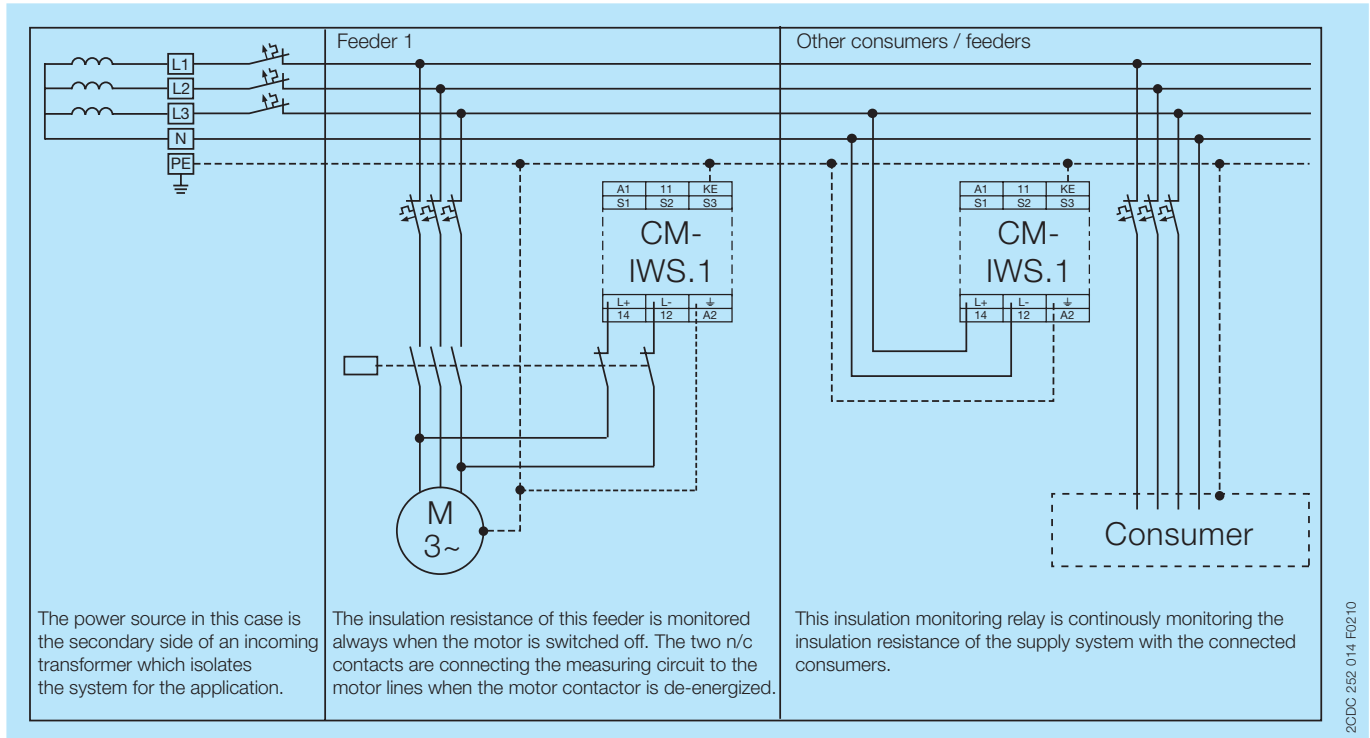 Feeder 1
Other consumers / feeders
L1
L2
L3
N
PE
A1 11 KE
S1 S2 S3
CM-
IWS.1
L+ L-
14 12 A2
A1 11 KE
S1 S2 S3
CM-
IWS.1
L+ L-
14 12 A2
M
3~
Consumer
The power source in this case is
the secondary side of an incoming
transformer which isolates
the system for the application.
The insulation resistance of this feeder is monitored
always when the motor is switched off. The two n/c
contacts are connecting the measuring circuit to the
motor lines when the motor contactor is de-energized.
This insulation monitoring relay is continously monitoring the
insulation resistance of the supply system with the connected
consumers.
2CDC 252 014 F0210